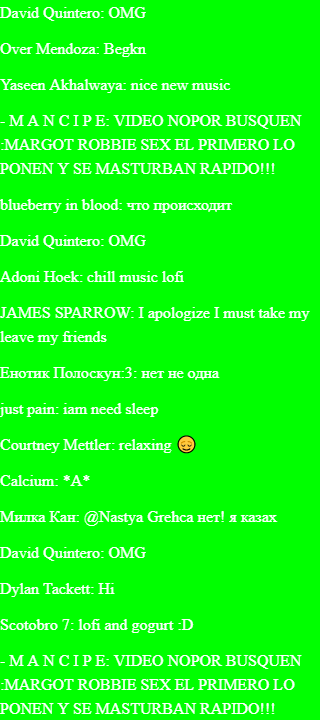 David Quintero: OMG
Over Mendoza: Begkn
Yaseen Akhalwaya: nice new music
- M A N C I P E: VIDEO NOPOR BUSQUEN
:MARGOT ROBBIE SEX EL PRIMERO LO
PONEN Y SE MASTURBAN RAPIDO!!!
blueberry in blood: что происходит
David Quintero: OMG
Adoni Hoek: chill music lofi
JAMES SPARROW: I apologize I must take my
leave my friends
Енотик Полоскун:3: нет не одна
just pain: iam need sleep
Courtney Mettler: relaxing 😌
Calcium: *A*
Милка Кан: @Nastya Grehca нет! я казах
David Quintero: OMG
Dylan Tackett: Hi
Scotobro 7: lofi and gogurt :D
- M A N C I P E: VIDEO NOPOR BUSQUEN
:MARGOT ROBBIE SEX EL PRIMERO LO
PONEN Y SE MASTURBAN RAPIDO!!!